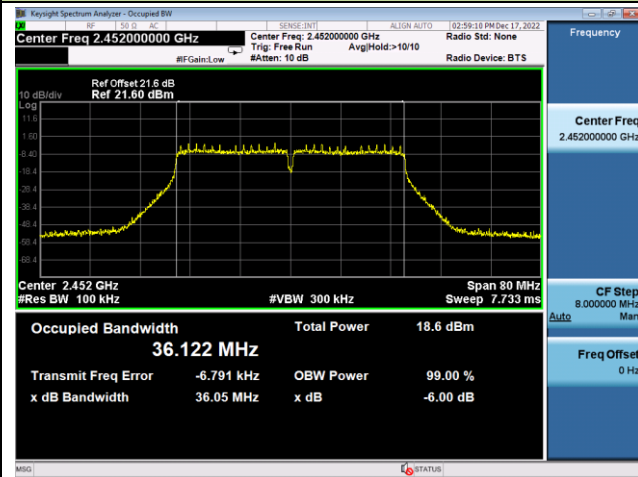 Keysight Spectrum Analyzer - Occupied BW
RF 50 Ω AC SENSE:INT ALIGN AUTO 02:59:10 PM Dec 17, 2022
Center Freq 2.452000000 GHz Center Freq: 2.452000000 GHz Radio Std: None
Trig: Free Run Avg|Hold:>10/10
#IFGain:Low #Atten: 10 dB Radio Device: BTS
Frequency
Ref Offset 21.6 dB
10 dB/div Ref 21.60 dBm
Log
11.6
1.60
-8.40
-18.4
-28.4
-38.4
-48.4
-58.4
-68.4
Center Freq
2.452000000 GHz
Center 2.452 GHz Span 80 MHz
#Res BW 100 kHz #VBW 300 kHz Sweep 7.733 ms
CF Step
8.000000 MHz
Auto Man
Occupied Bandwidth Total Power 18.6 dBm
36.122 MHz
Transmit Freq Error -6.791 kHz OBW Power 99.00 %
x dB Bandwidth 36.05 MHz x dB -6.00 dB
Freq Offset
0 Hz
MSG STATUS